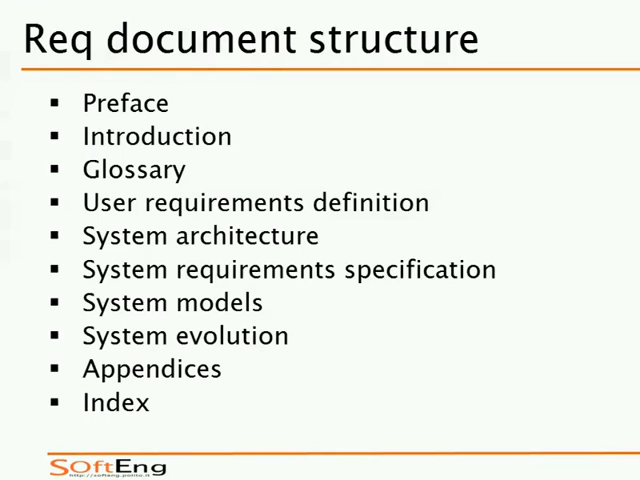 Req document structure
▪ Preface
▪ Introduction
▪ Glossary
▪ User requirements definition
▪ System architecture
▪ System requirements specification
▪ System models
▪ System evolution
▪ Appendices
▪ Index
SOftEng
http://softeng.polito.it